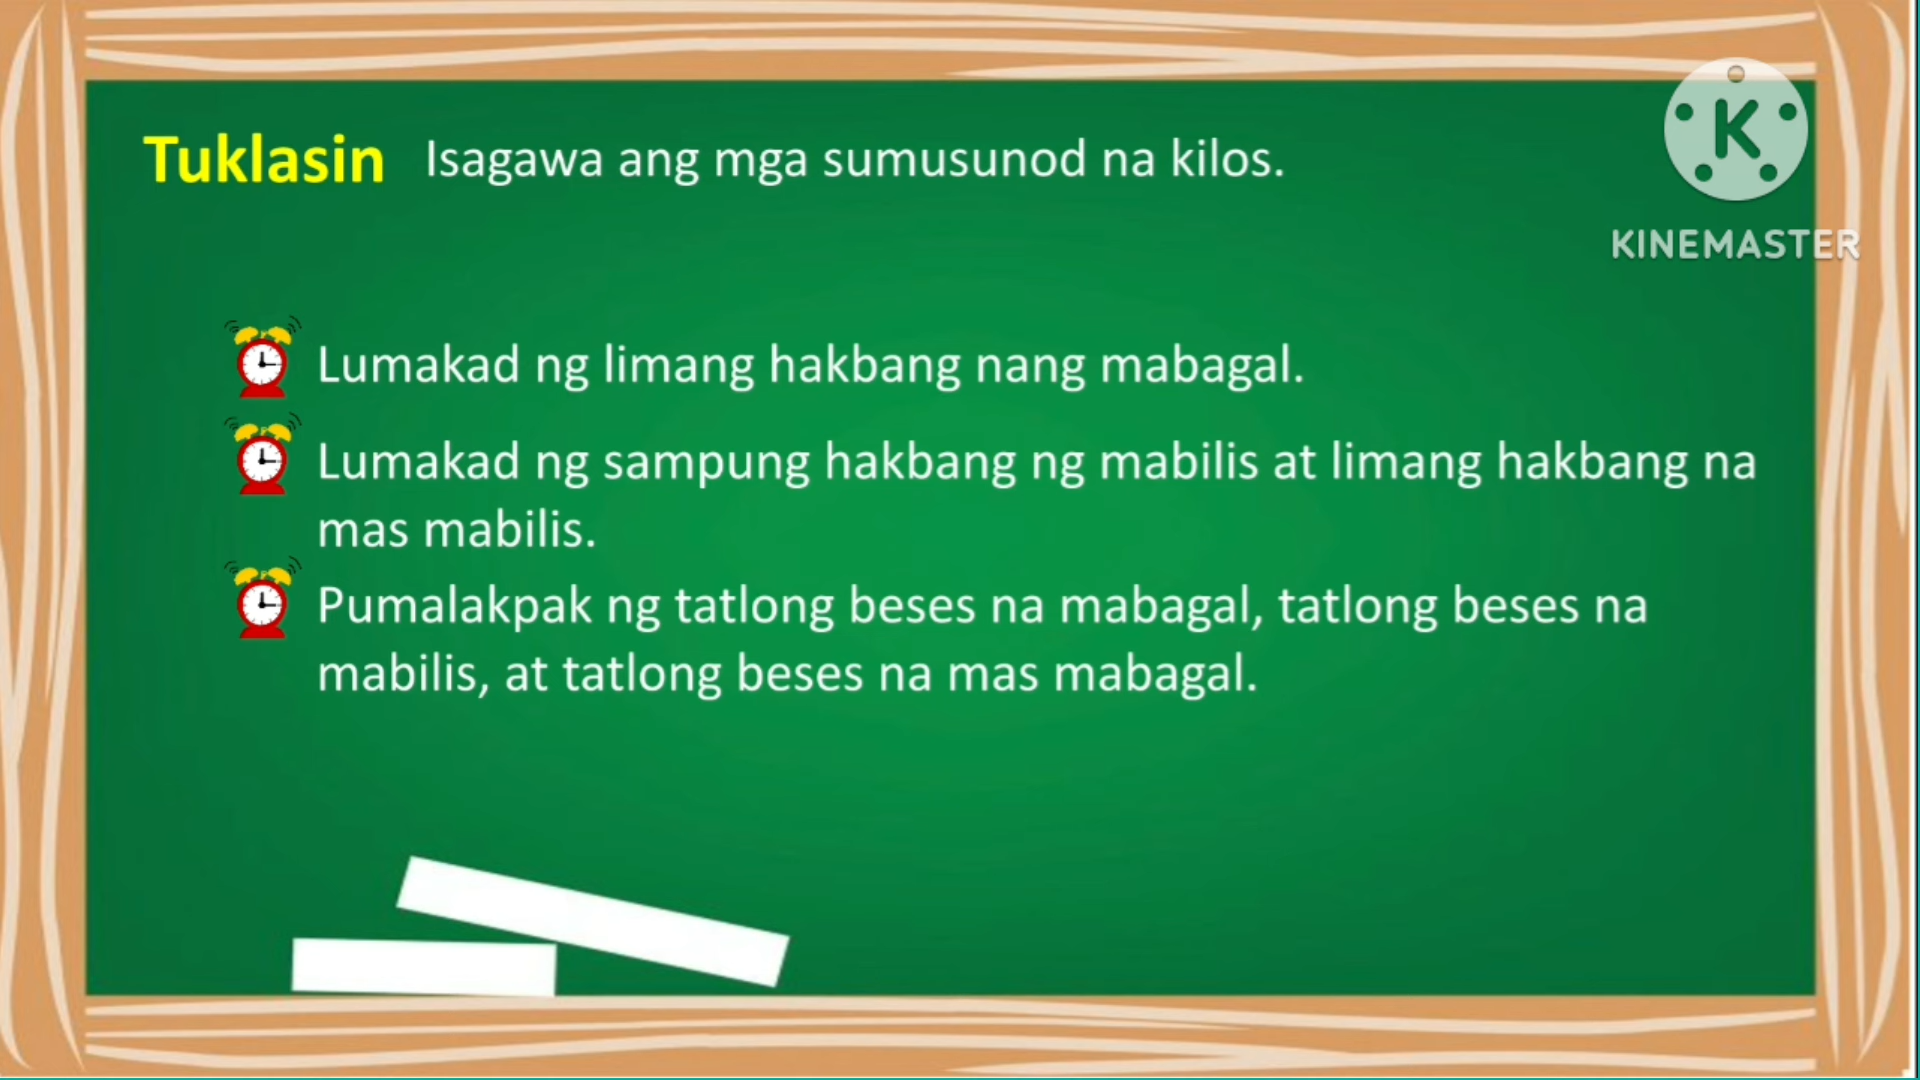 Tuklasin Isagawa ang mga sumusunod na kilos.
K
KINEMASTER
Lumakad ng limang hakbang nang mabagal.
Lumakad ng sampung hakbang ng mabilis at limang hakbang na
mas mabilis.
Pumalakpak ng tatlong beses na mabagal, tatlong beses na
mabilis, at tatlong beses na mas mabagal.